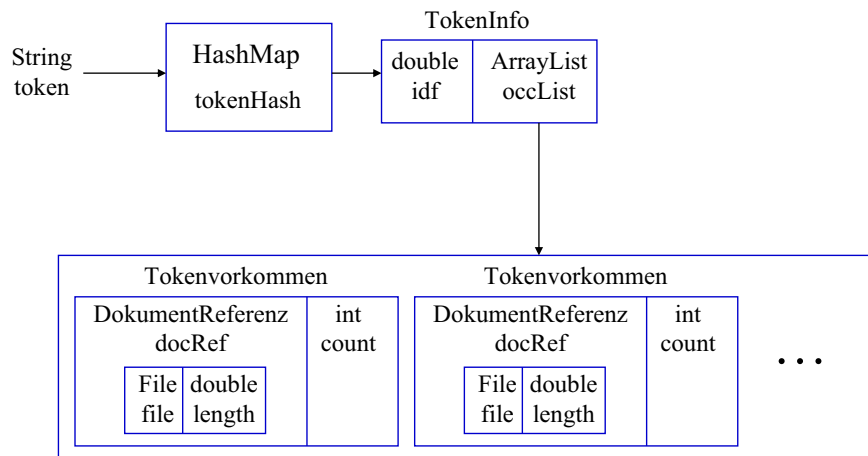 TokenInfo
String
token
HashMap
tokenHash
double
idf
ArrayList
occList
Tokenvorkommen
DokumentReferenz
docRef
File
file
double
length
int
count
Tokenvorkommen
DokumentReferenz
docRef
File
file
double
length
int
count
...